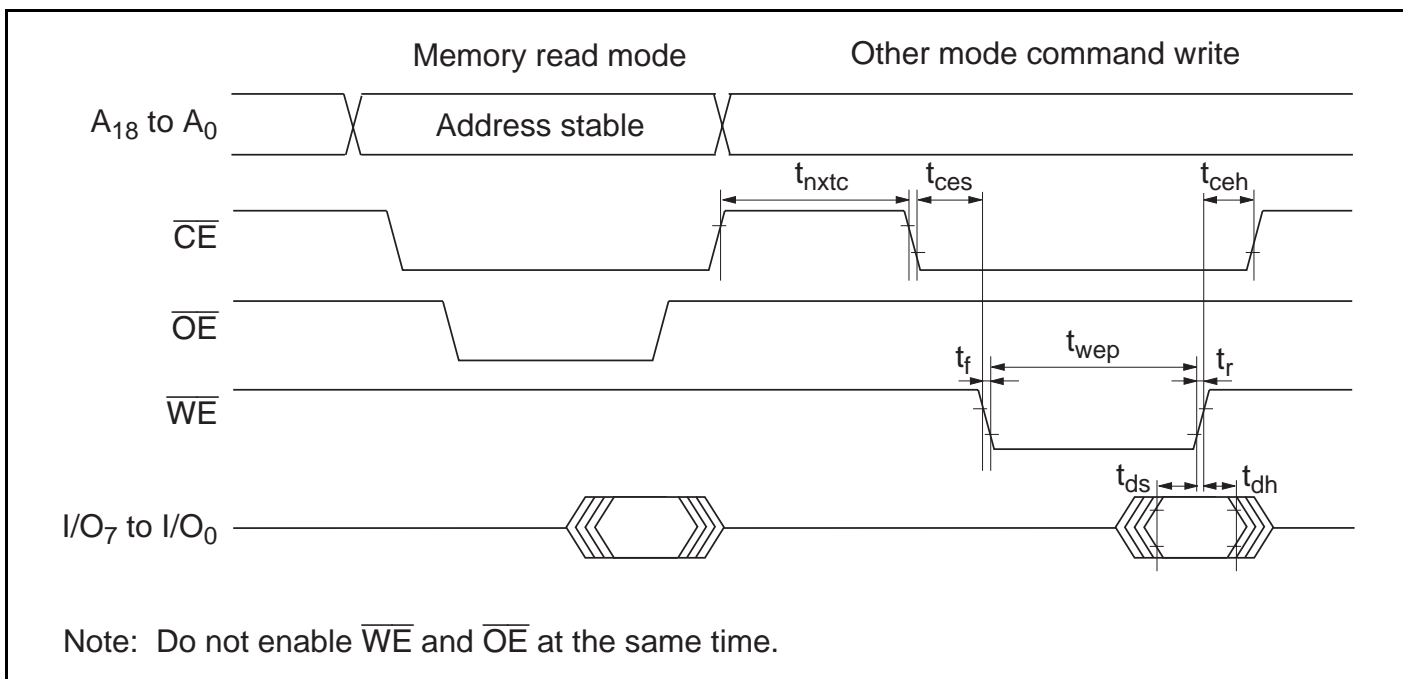 Memory read mode Other mode command write
A18 to A0 Address stable
tnxtc tces tceh
CE
OE
tf twep tr
WE
tds tdh
I/O7 to I/O0
Note: Do not enable WE and OE at the same time.